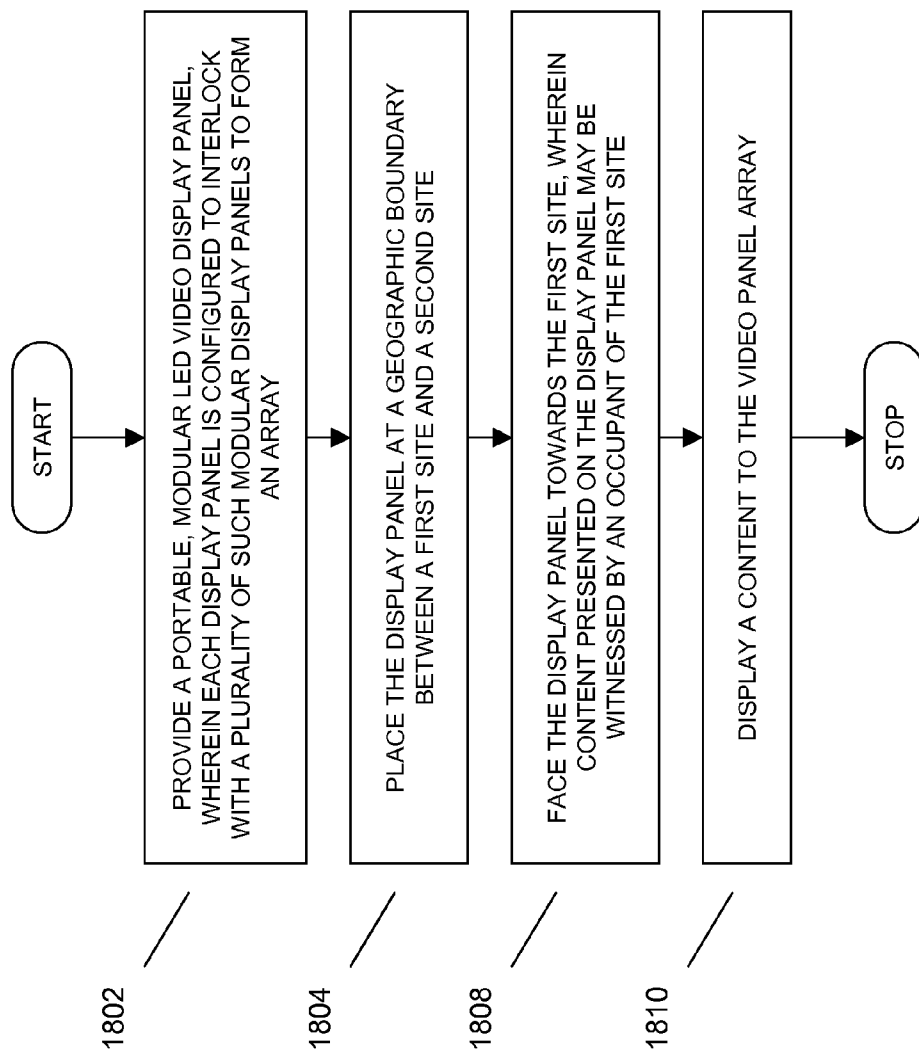 START
1802
PROVIDE A PORTABLE, MODULAR LED VIDEO DISPLAY PANEL,
WHEREIN EACH DISPLAY PANEL IS CONFIGURED TO INTERLOCK
WITH A PLURALITY OF SUCH MODULAR DISPLAY PANELS TO FORM
AN ARRAY
1804
PLACE THE DISPLAY PANEL AT A GEOGRAPHIC BOUNDARY
BETWEEN A FIRST SITE AND A SECOND SITE
1808
FACE THE DISPLAY PANEL TOWARDS THE FIRST SITE, WHEREIN
CONTENT PRESENTED ON THE DISPLAY PANEL MAY BE
WITNESSED BY AN OCCUPANT OF THE FIRST SITE
1810
DISPLAY A CONTENT TO THE VIDEO PANEL ARRAY
STOP